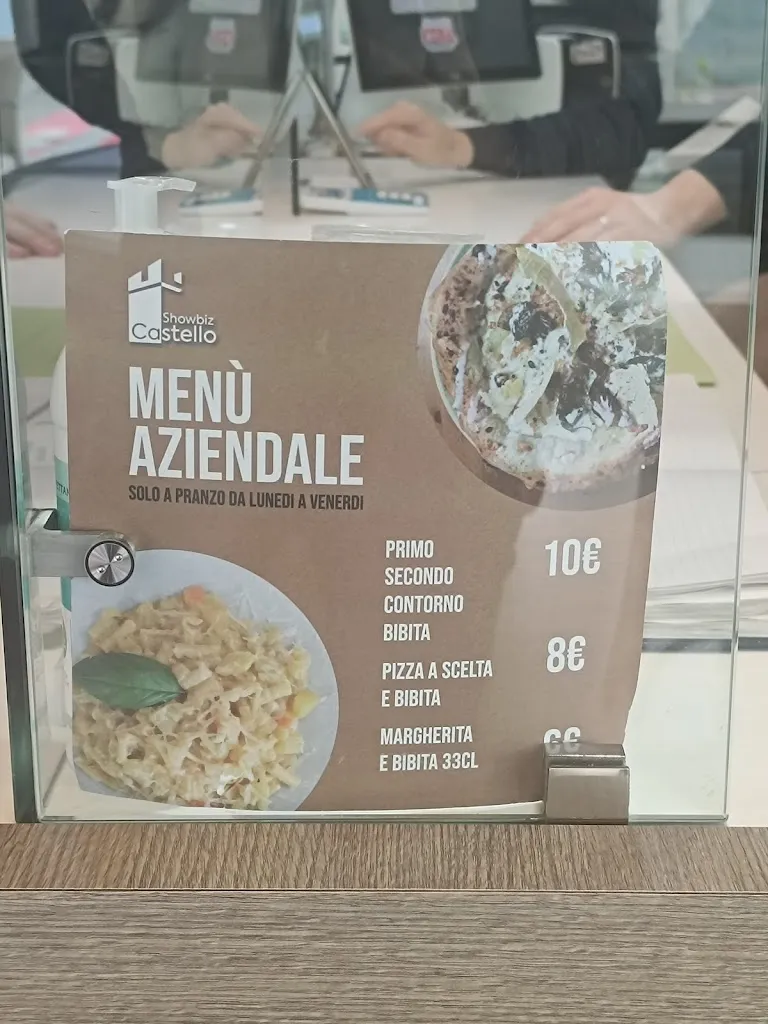 Showbiz
Castello
MENÙ
AZIENDALE
SOLO A PRANZO DA LUNEDI A VENERDI
PRIMO
SECONDO
CONTORNO
BIBITA
10€
PIZZA A SCELTA
E BIBITA
8€
MARGHERITA
E BIBITA 33CL